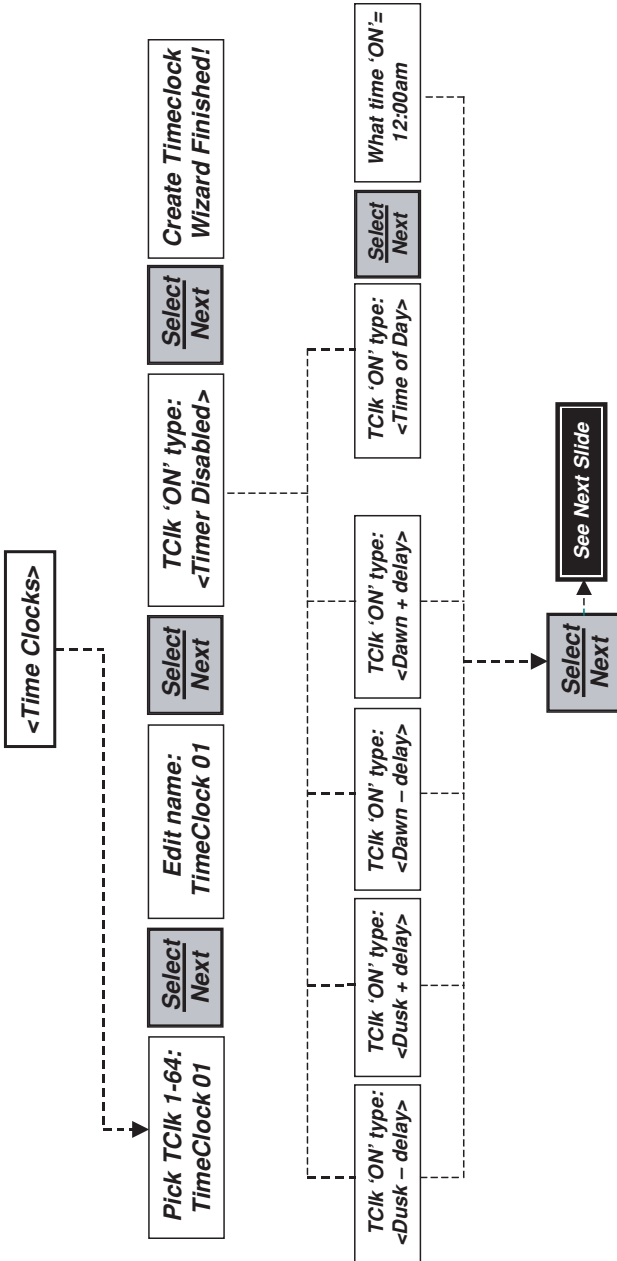 <Time Clocks>
Pick TClk 1-64:
TimeClock 01
Select
Next
Edit name:
TimeClock 01
Select
Next
TClk ‘ON’ type:
<Timer Disabled>
Select
Next
Create Timeclock
Wizard Finished!
TClk ‘ON’ type:
<Dusk – delay>
TClk ‘ON’ type:
<Dusk + delay>
TClk ‘ON’ type:
<Dawn – delay>
TClk ‘ON’ type:
<Dawn + delay>
TClk ‘ON’ type:
<Time of Day>
Select
Next
What time ‘ON’=
12:00am
Select
Next
See Next Slide